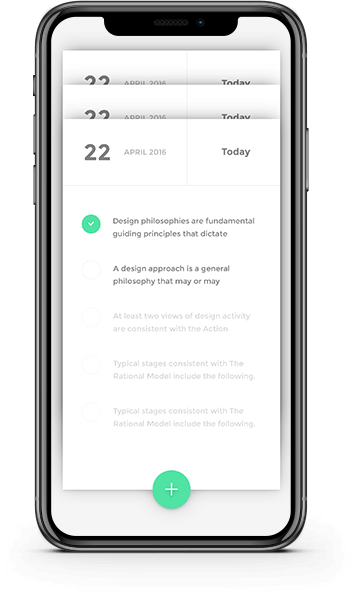 22 APRIL 2016 Today
22 APRIL 2016 Today
22 APRIL 2016 Today
Design philosophies are fundamental
guiding principles that dictate
A design approach is a general
philosophy that may or may
At least two views of design activity
are consistent with the Action
Typical stages consistent with The
Rational Model include the following.
Typical stages consistent with The
Rational Model include the following.